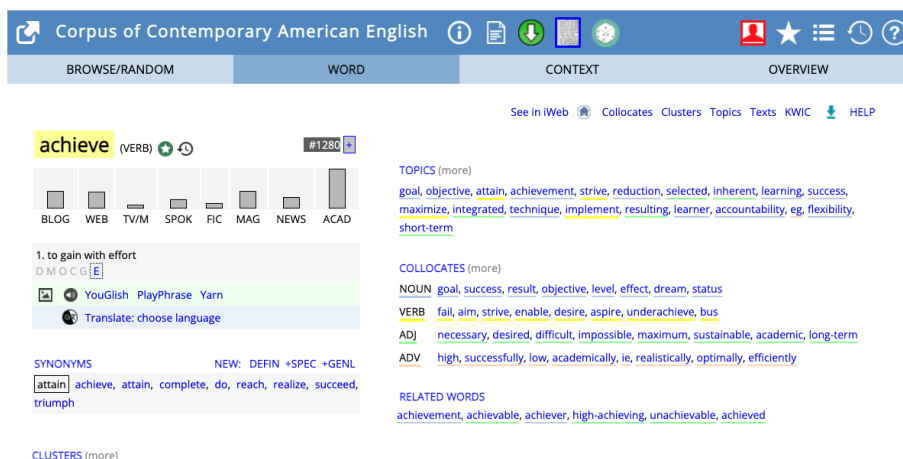 Corpus of Contemporary American English
BROWSE/RANDOM WORD CONTEXT OVERVIEW
See in iWeb Collocates Clusters Topics Texts KWIC HELP
achieve (VERB) #1280 +
BLOG WEB TV/M SPOK FIC MAG NEWS ACAD
1. to gain with effort
D M O C G E
YouGlish PlayPhrase Yarn
Translate: choose language
SYNONYMS NEW: DEFIN +SPEC +GENL
attain achieve, attain, complete, do, reach, realize, succeed,
triumph
CLUSTERS (more)
TOPICS (more)
goal, objective, attain, achievement, strive, reduction, selected, inherent, learning, success,
maximize, integrated, technique, implement, resulting, learner, accountability, eg, flexibility,
short-term
COLLOCATES (more)
NOUN goal, success, result, objective, level, effect, dream, status
VERB fail, aim, strive, enable, desire, aspire, underachieve, bus
ADJ necessary, desired, difficult, impossible, maximum, sustainable, academic, long-term
ADV high, successfully, low, academically, ie, realistically, optimally, efficiently
RELATED WORDS
achievement, achievable, achiever, high-achieving, unachievable, achieved